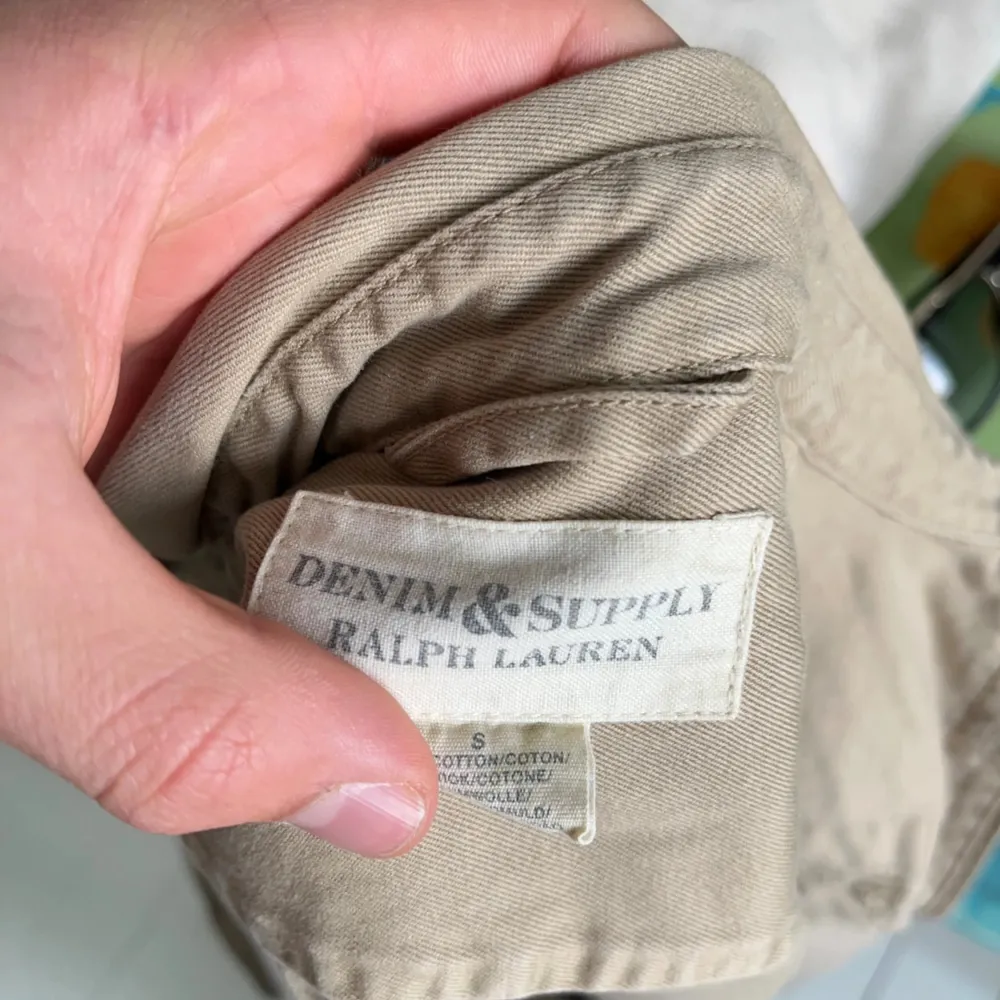 DENIM & SUPPLY
RALPH LAUREN
S
COTTON/COTON/
/COTONE/